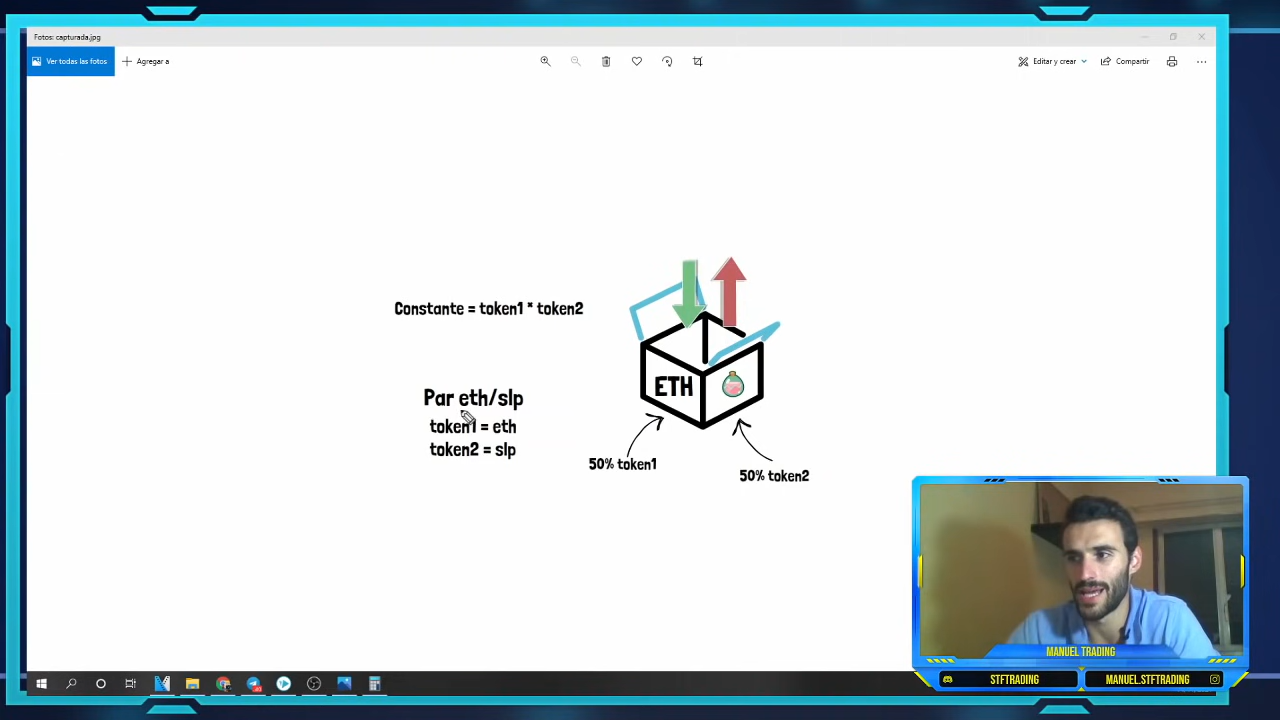 Fotos: capturada.jpg
Ver todas las fotos
Agregar a
Editar y crear
Compartir
Constante = token1 * token2
Par eth/slp
token1 = eth
token2 = slp
ETH
50% token1
50% token2
MANUEL TRADING
STFTRADING
MANUEL.STFTRADING